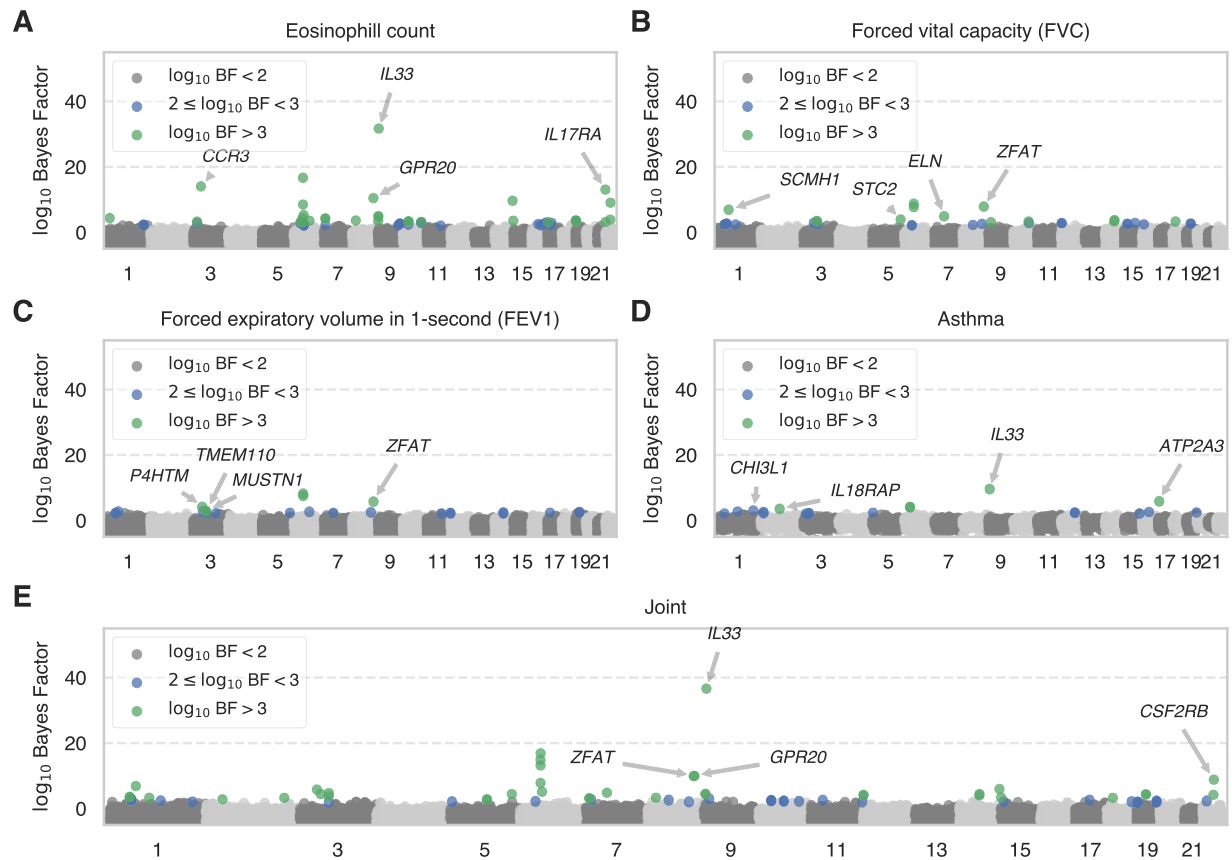 A
Eosinophill count
log₁₀ Bayes Factor
40
20
0
log₁₀ BF < 2
2 ≤ log₁₀ BF < 3
log₁₀ BF > 3
IL33
CCR3
GPR20
IL17RA
1 3 5 7 9 11 13 15 17 19 21
B
Forced vital capacity (FVC)
log₁₀ Bayes Factor
40
20
0
log₁₀ BF < 2
2 ≤ log₁₀ BF < 3
log₁₀ BF > 3
SCMH1
STC2
ELN
ZFAT
1 3 5 7 9 11 13 15 17 19 21
C
Forced expiratory volume in 1-second (FEV1)
log₁₀ Bayes Factor
40
20
0
log₁₀ BF < 2
2 ≤ log₁₀ BF < 3
log₁₀ BF > 3
P4HTM
TMEM110
MUSTN1
ZFAT
1 3 5 7 9 11 13 15 17 19 21
D
Asthma
log₁₀ Bayes Factor
40
20
0
log₁₀ BF < 2
2 ≤ log₁₀ BF < 3
log₁₀ BF > 3
CHI3L1
IL18RAP
IL33
ATP2A3
1 3 5 7 9 11 13 15 17 19 21
E
Joint
log₁₀ Bayes Factor
40
20
0
log₁₀ BF < 2
2 ≤ log₁₀ BF < 3
log₁₀ BF > 3
IL33
ZFAT
GPR20
CSF2RB
1 3 5 7 9 11 13 15 17 19 21